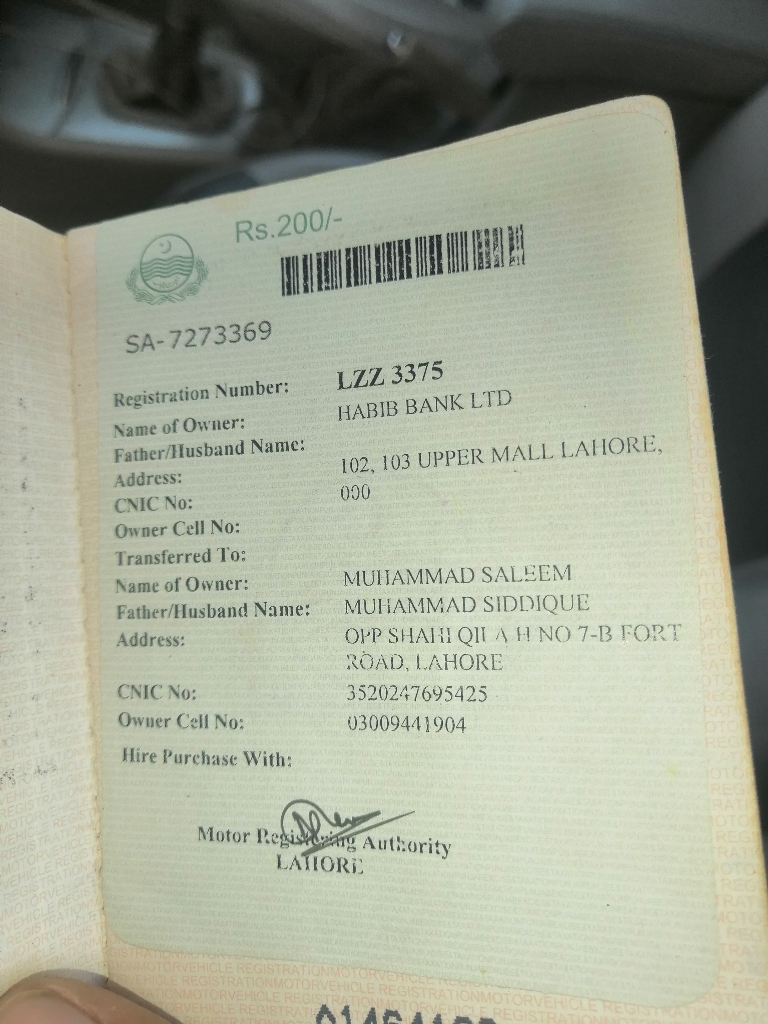 Rs.200/-
SA-7273369
Registration Number: LZZ 3375
Name of Owner: HABIB BANK LTD
Father/Husband Name:
Address: 102, 103 UPPER MALL LAHORE,
CNIC No: 000
Owner Cell No:
Transferred To:
Name of Owner: MUHAMMAD SALEEM
Father/Husband Name: MUHAMMAD SIDDIQUE
Address: OPP SHAHI QILA H NO 7-B FORT
ROAD, LAHORE
CNIC No: 3520247695425
Owner Cell No: 03009441904
Hire Purchase With:
Motor Registering Authority
LAHORE